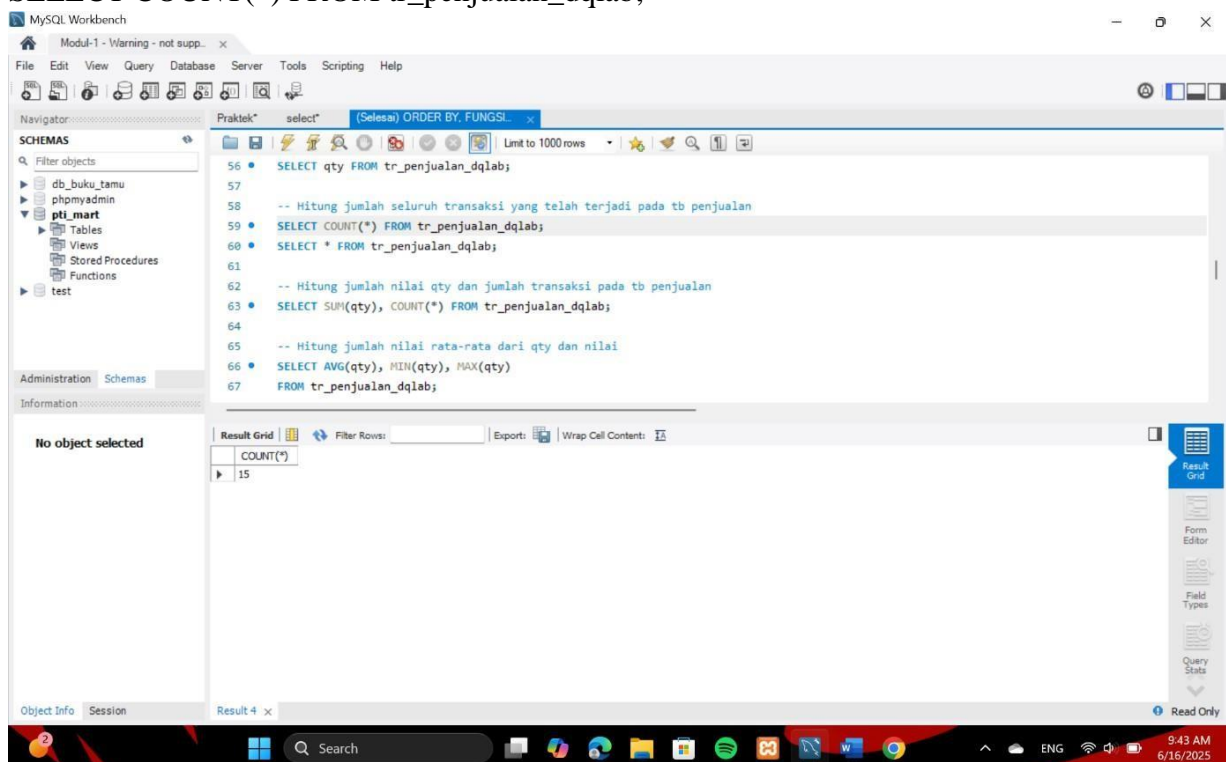 SELECT COUNT(*) FROM tr_penjualan_dqlab;
MySQL Workbench
Modul-1 - Warning - not supp...
File Edit View Query Database Server Tools Scripting Help
Navigator
Praktek* select* (Selesai) ORDER BY, FUNGSI...
SCHEMAS
Limit to 1000 rows
Filter objects
db_buku_tamu
phpmyadmin
pti_mart
Tables
Views
Stored Procedures
Functions
test
56 SELECT qty FROM tr_penjualan_dqlab;
57
58 -- Hitung jumlah seluruh transaksi yang telah terjadi pada tb penjualan
59 SELECT COUNT(*) FROM tr_penjualan_dqlab;
60 SELECT * FROM tr_penjualan_dqlab;
61
62 -- Hitung jumlah nilai qty dan jumlah transaksi pada tb penjualan
63 SELECT SUM(qty), COUNT(*) FROM tr_penjualan_dqlab;
64
65 -- Hitung jumlah nilai rata-rata dari qty dan nilai
66 SELECT AVG(qty), MIN(qty), MAX(qty)
67 FROM tr_penjualan_dqlab;
Administration Schemas
Information
No object selected
Result Grid Filter Rows: Export: Wrap Cell Content:
COUNT(*)
15
Result Grid
Form Editor
Field Types
Query Stats
Object Info Session
Result 4
Read Only
2
Search
ENG
9:43 AM
6/16/2025